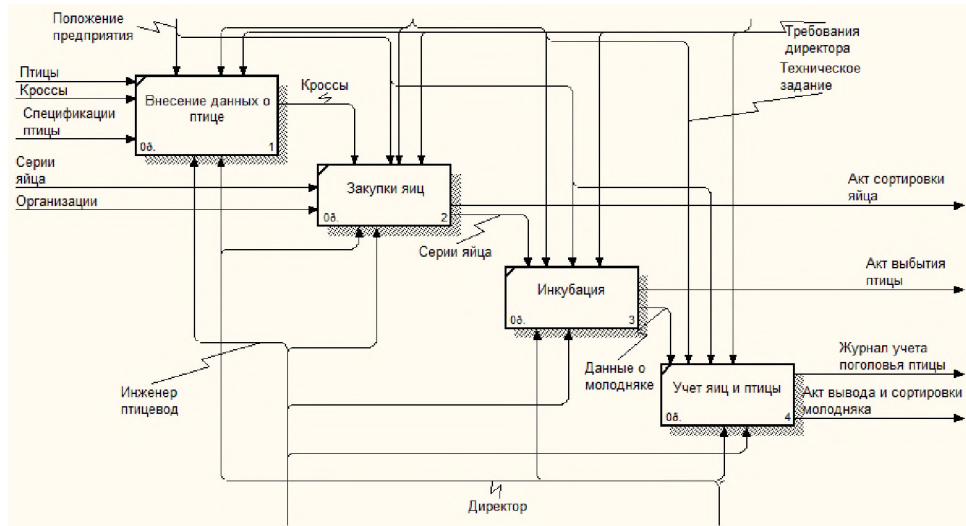 Положение
предприятия
Требования
директора
Техническое
задание
Птицы
Кроссы
Спецификации
птицы
Внесение данных о
птице
0д.
1
Кроссы
Серии
яйца
Организации
Закупки яиц
0д.
2
Акт сортировки
яйца
Серии яйца
Инкубация
0д.
3
Акт выбытия
птицы
Данные о
молодняке
Учет яиц и птицы
0д.
4
Журнал учета
поголовья птицы
Акт вывода и сортировки
молодняка
Инженер
птицевод
Директор